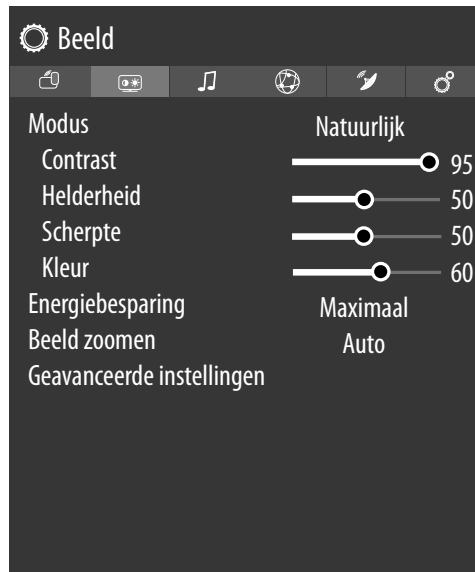 Beeld
Modus Natuurlijk
Contrast 95
Helderheid 50
Scherpte 50
Kleur 60
Energiebesparing Maximaal
Beeld zoomen Auto
Geavanceerde instellingen